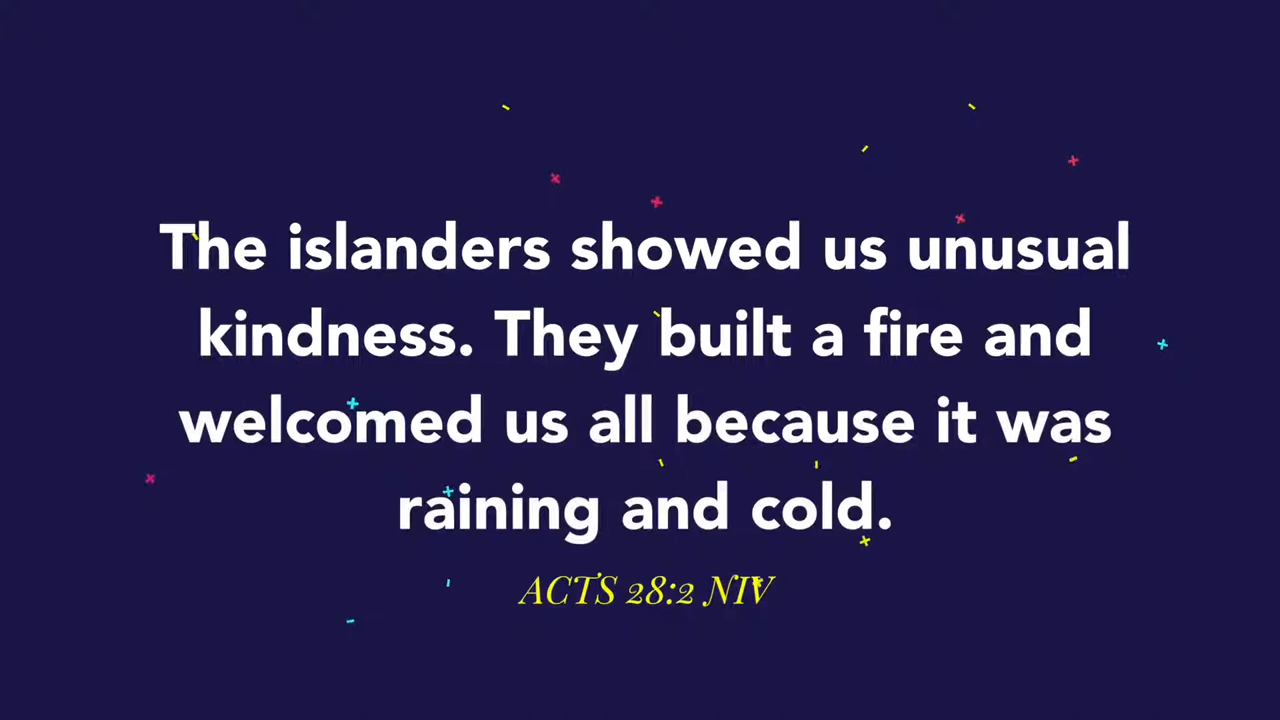 The islanders showed us unusual
kindness. They built a fire and
welcomed us all because it was
raining and cold.
ACTS 28:2 NIV